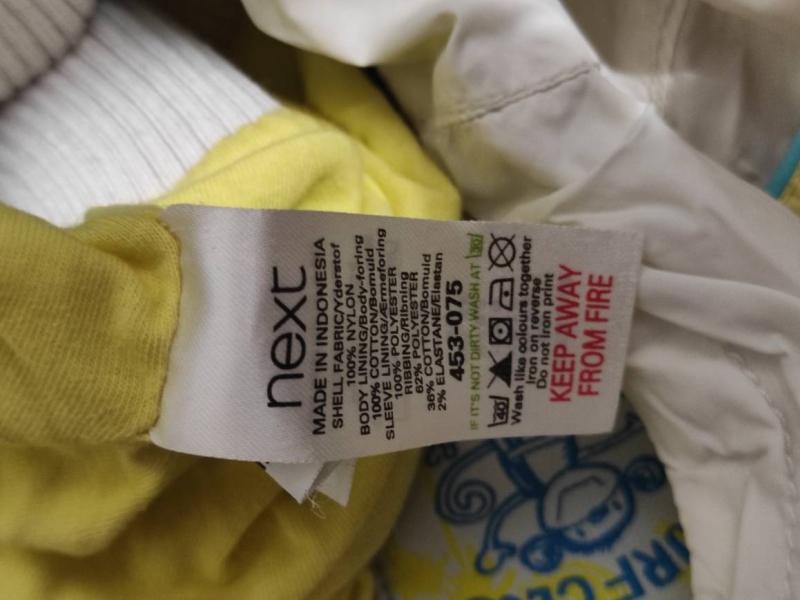 next
MADE IN INDONESIA
SHELL FABRIC/Yderstof
100% NYLON
BODY LINING/Body-foring
100% COTTON/Bomuld
SLEEVE LINING/Ærmeforing
100% POLYESTER
RIBBING/Ribning
62% POLYESTER
36% COTTON/Bomuld
2% ELASTANE/Elastan
453-075
IF IT'S NOT DIRTY WASH AT 30
40
Wash like colours together
Iron on reverse
Do not iron print
KEEP AWAY
FROM FIRE